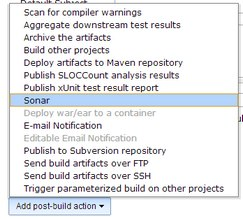 Default Subject
Scan for compiler warnings
Aggregate downstream test results
Archive the artifacts
Build other projects
Deploy artifacts to Maven repository
Publish SLOCCount analysis results
Publish xUnit test result report
Sonar
Deploy war/ear to a container
E-mail Notification
Editable Email Notification
Publish to Subversion repository
Send build artifacts over FTP
Send build artifacts over SSH
Trigger parameterized build on other projects
Add post-build action